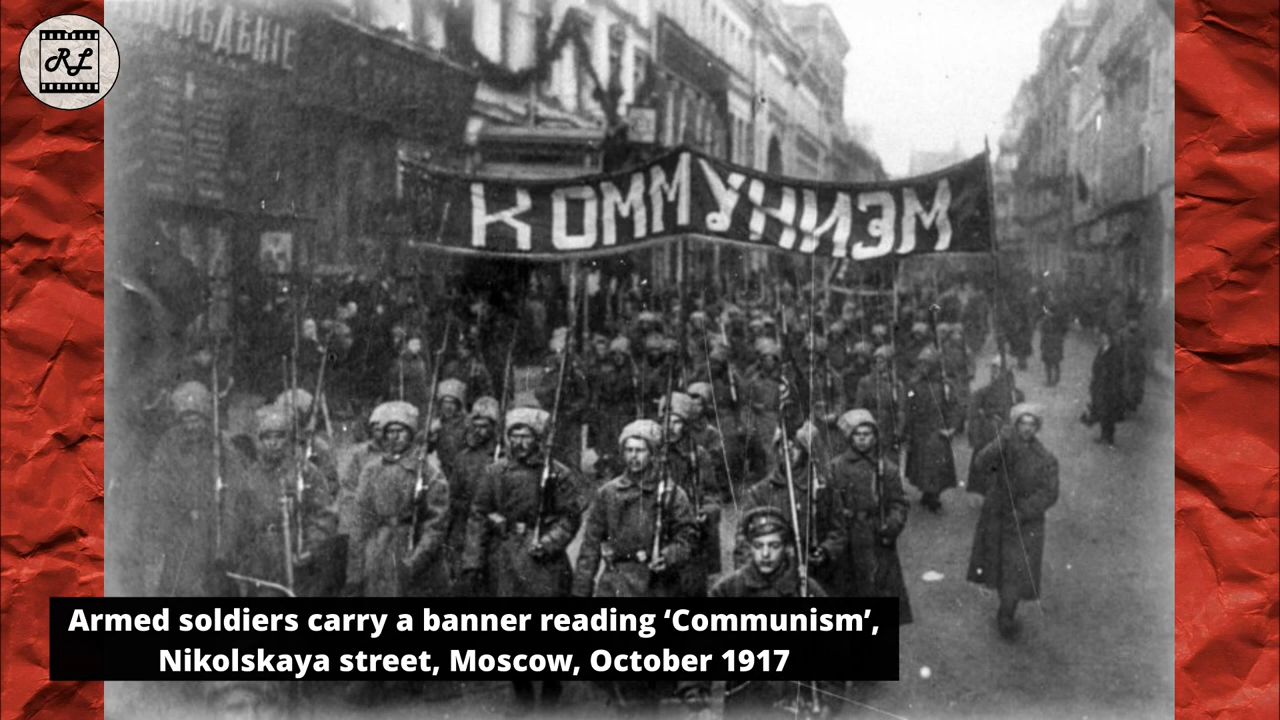 RL
КОММУНИЗМ
Armed soldiers carry a banner reading ‘Communism’,
Nikolskaya street, Moscow, October 1917